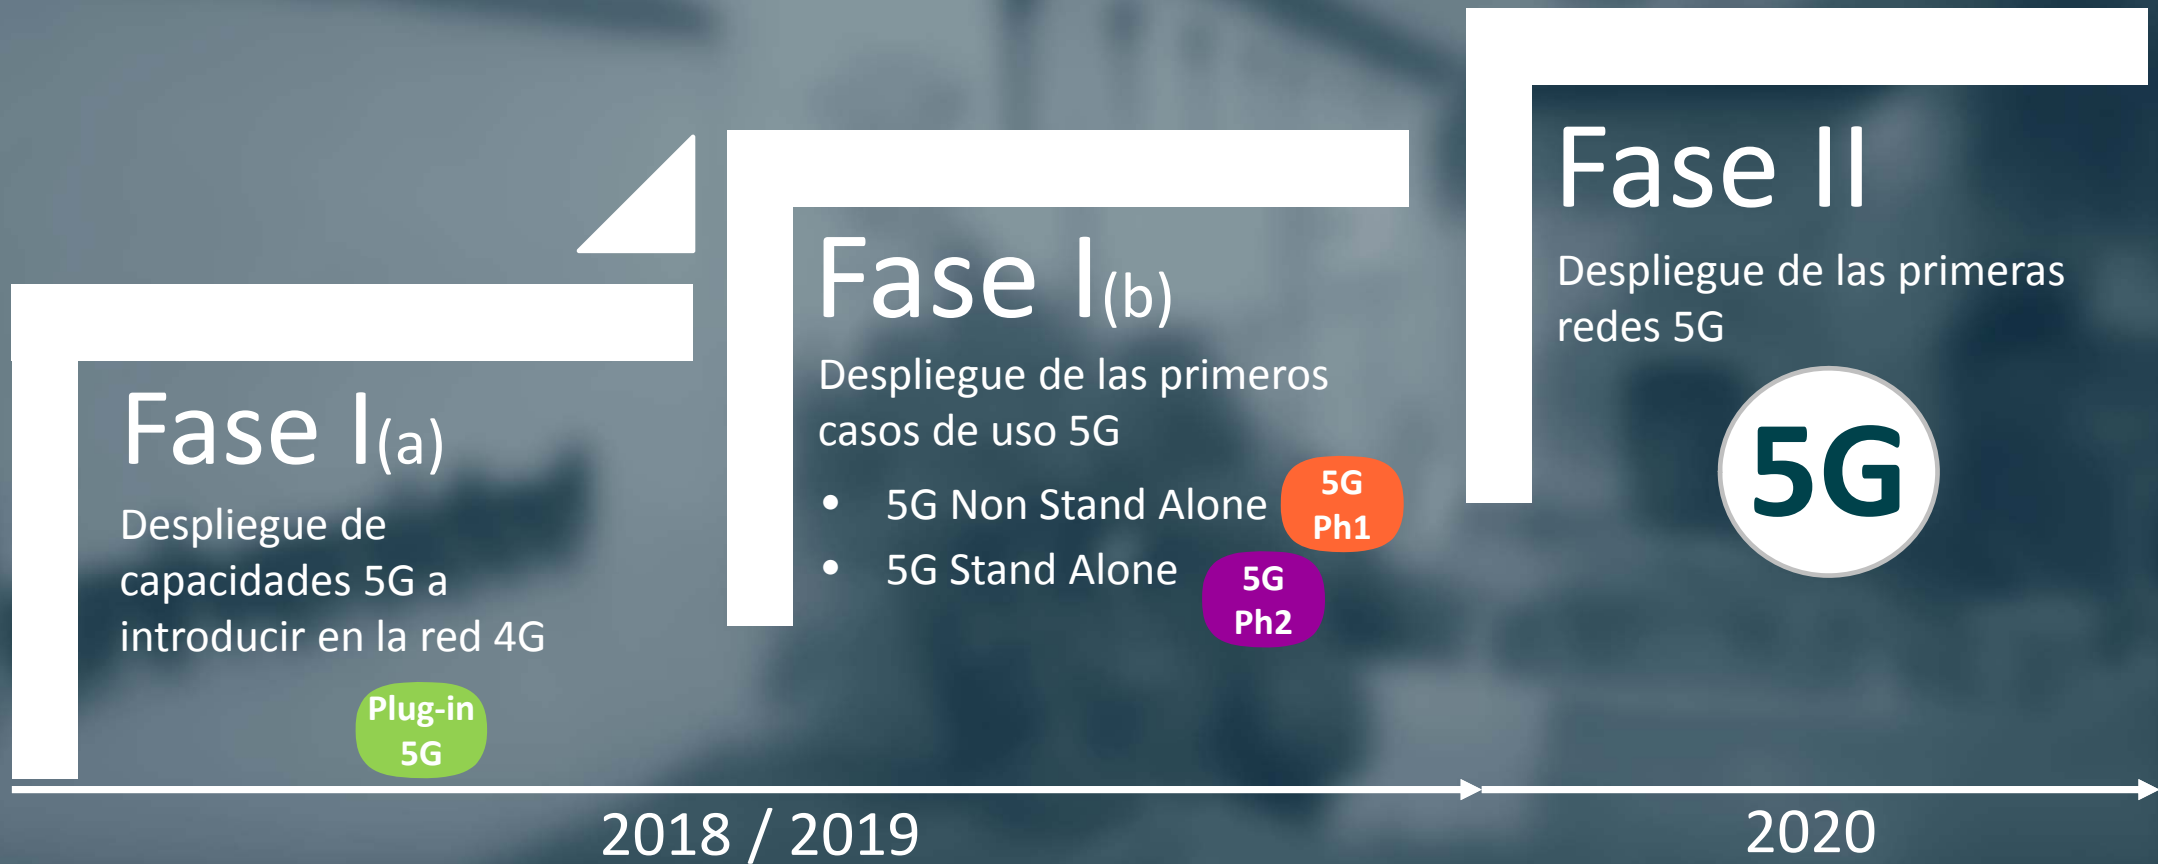 Fase I(a)
Despliegue de
capacidades 5G a
introducir en la red 4G
Plug-in
5G
Fase I(b)
Despliegue de las primeros
casos de uso 5G
• 5G Non Stand Alone
5G
Ph1
• 5G Stand Alone
5G
Ph2
Fase II
Despliegue de las primeras
redes 5G
5G
2018 / 2019
2020